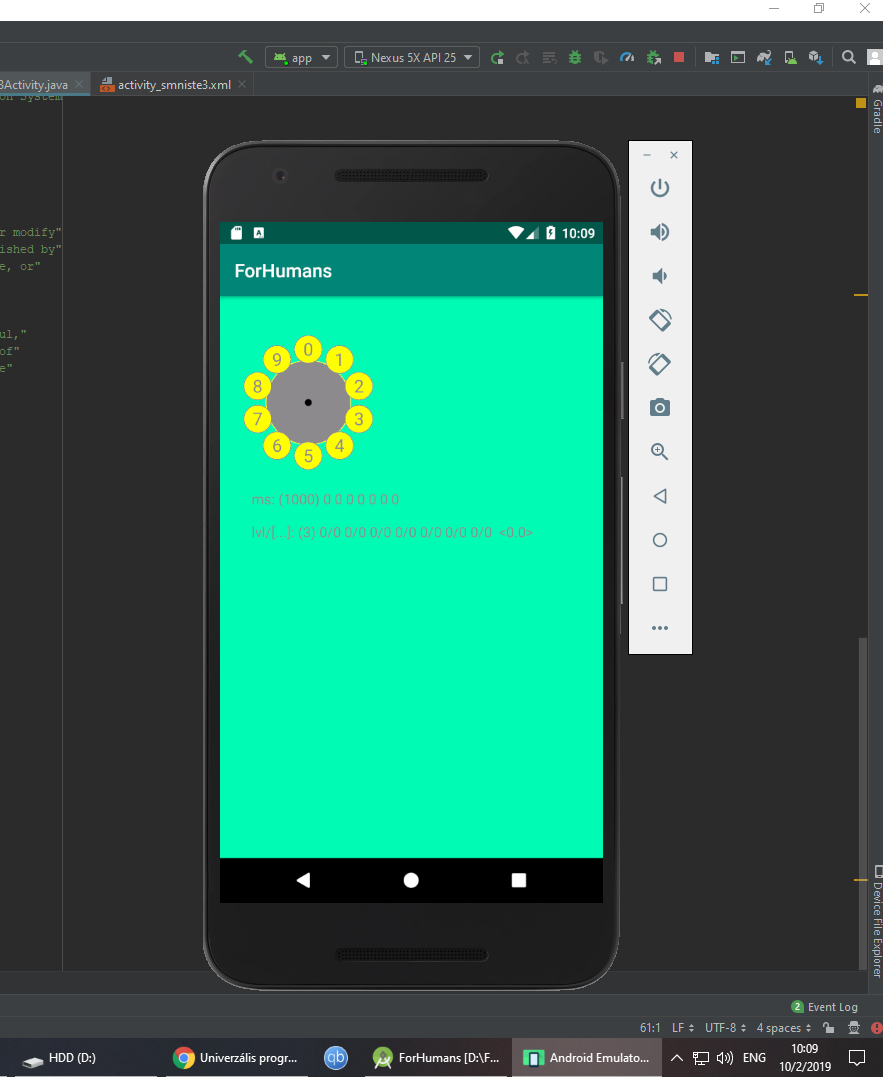 app
Nexus 5X API 25
3Activity.java
activity_smniste3.xml
on System
r modify"
ished by"
e, or"
ul,"
of"
e"
Gradle
A
10:09
ForHumans
0
1
2
3
4
5
6
7
8
9
ms: (1000) 0 0 0 0 0 0 0
lvl/[...]: (3) 0/0 0/0 0/0 0/0 0/0 0/0 0/0 <0.0>
Device File Explorer
2 Event Log
61:1 LF UTF-8 4 spaces
HDD (D:)
Univerzális progr...
qb
ForHumans [D:\F...
Android Emulato...
ENG
10:09
10/2/2019